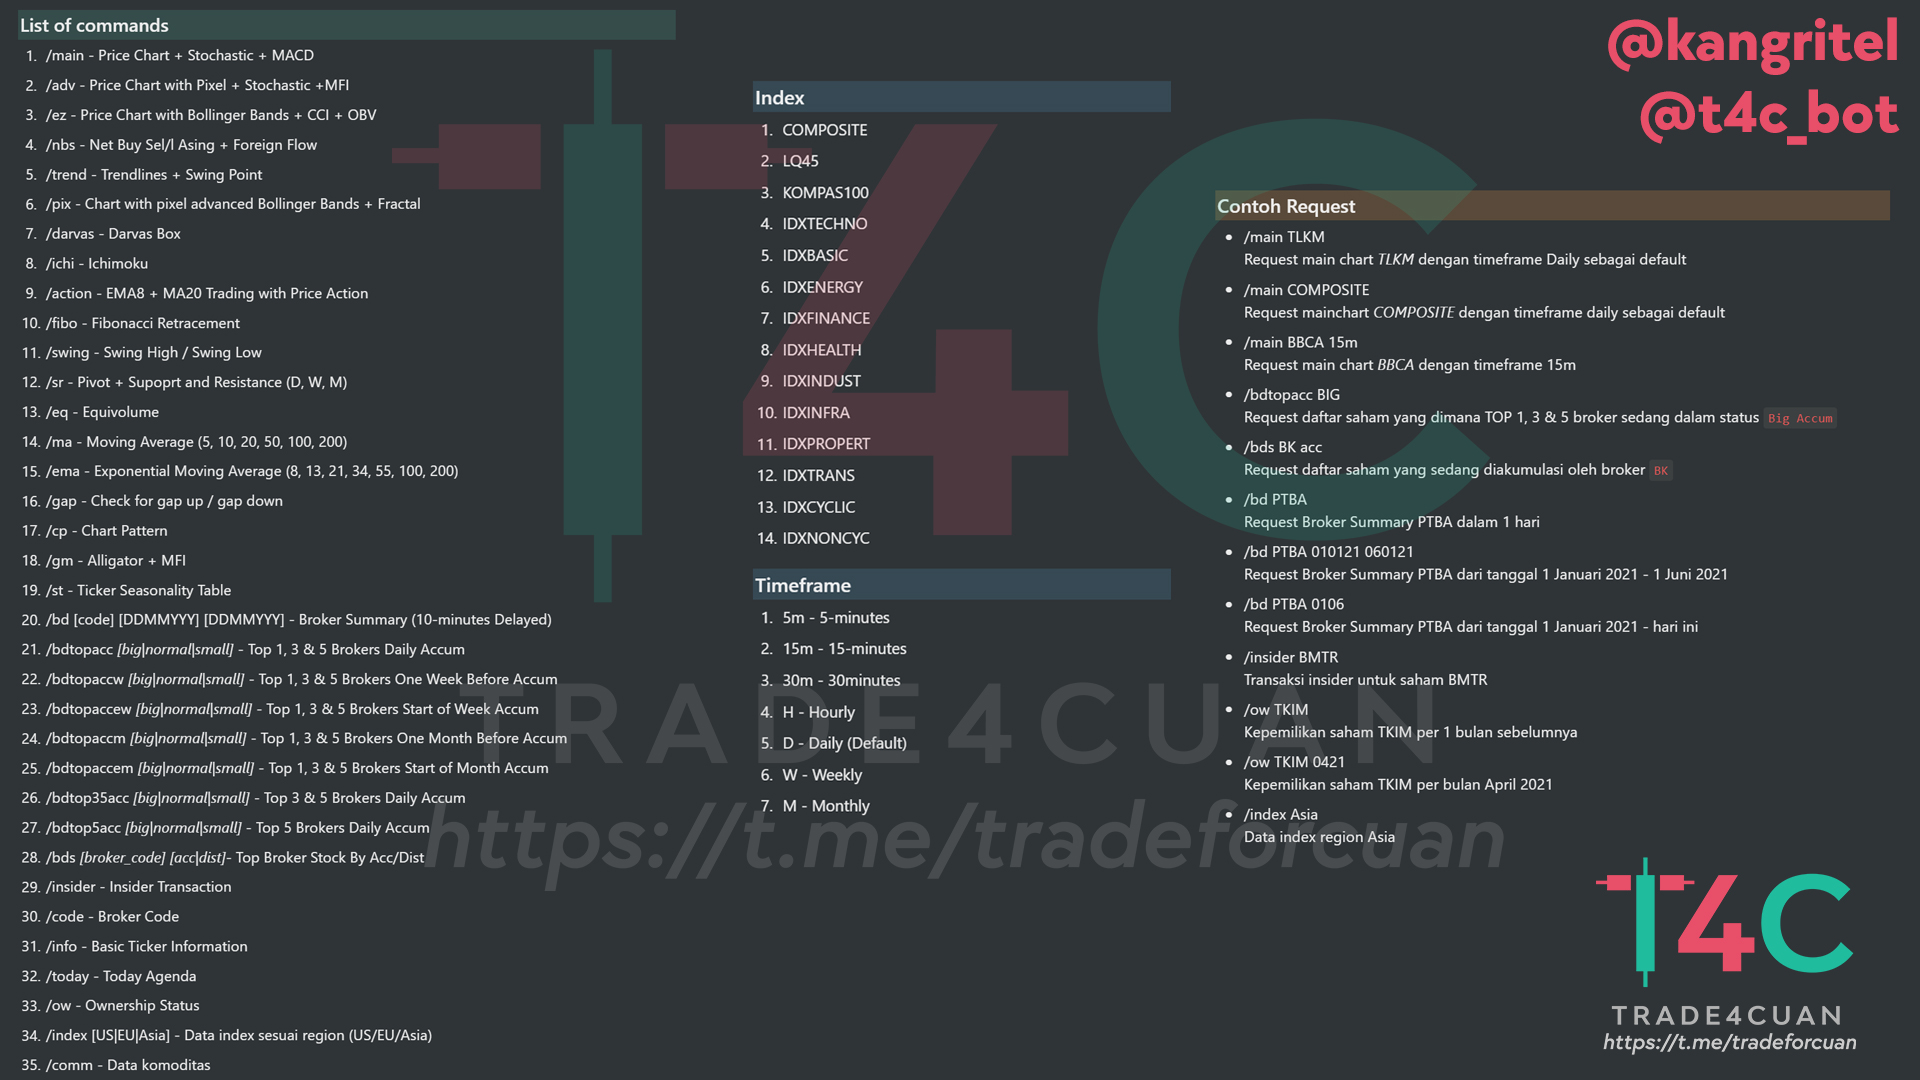 List of commands
1. /main - Price Chart + Stochastic + MACD
2. /adv - Price Chart with Pixel + Stochastic +MFI
3. /ez - Price Chart with Bollinger Bands + CCI + OBV
4. /nbs - Net Buy Sel/l Asing + Foreign Flow
5. /trend - Trendlines + Swing Point
6. /pix - Chart with pixel advanced Bollinger Bands + Fractal
7. /darvas - Darvas Box
8. /ichi - Ichimoku
9. /action - EMA8 + MA20 Trading with Price Action
10. /fibo - Fibonacci Retracement
11. /swing - Swing High / Swing Low
12. /sr - Pivot + Supoprt and Resistance (D, W, M)
13. /eq - Equivolume
14. /ma - Moving Average (5, 10, 20, 50, 100, 200)
15. /ema - Exponential Moving Average (8, 13, 21, 34, 55, 100, 200)
16. /gap - Check for gap up / gap down
17. /cp - Chart Pattern
18. /gm - Alligator + MFI
19. /st - Ticker Seasonality Table
20. /bd [code] [DDMMYYY] [DDMMYYY] - Broker Summary (10-minutes Delayed)
21. /bdtopacc [big|normal|small] - Top 1, 3 & 5 Brokers Daily Accum
22. /bdtopaccw [big|normal|small] - Top 1, 3 & 5 Brokers One Week Before Accum
23. /bdtopaccew [big|normal|small] - Top 1, 3 & 5 Brokers Start of Week Accum
24. /bdtopaccm [big|normal|small] - Top 1, 3 & 5 Brokers One Month Before Accum
25. /bdtopaccem [big|normal|small] - Top 1, 3 & 5 Brokers Start of Month Accum
26. /bdtop35acc [big|normal|small] - Top 3 & 5 Brokers Daily Accum
27. /bdtop5acc [big|normal|small] - Top 5 Brokers Daily Accum
28. /bds [broker_code] [acc|dist]- Top Broker Stock By Acc/Dist
29. /insider - Insider Transaction
30. /code - Broker Code
31. /info - Basic Ticker Information
32. /today - Today Agenda
33. /ow - Ownership Status
34. /index [US|EU|Asia] - Data index sesuai region (US/EU/Asia)
35. /comm - Data komoditas
Index
1. COMPOSITE
2. LQ45
3. KOMPAS100
4. IDXTECHNO
5. IDXBASIC
6. IDXENERGY
7. IDXFINANCE
8. IDXHEALTH
9. IDXINDUST
10. IDXINFRA
11. IDXPROPERT
12. IDXTRANS
13. IDXCYCLIC
14. IDXNONCYC
Timeframe
1. 5m - 5-minutes
2. 15m - 15-minutes
3. 30m - 30minutes
4. H - Hourly
5. D - Daily (Default)
6. W - Weekly
7. M - Monthly
@kangritel
@t4c_bot
Contoh Request
• /main TLKM
Request main chart TLKM dengan timeframe Daily sebagai default
• /main COMPOSITE
Request mainchart COMPOSITE dengan timeframe daily sebagai default
• /main BBCA 15m
Request main chart BBCA dengan timeframe 15m
• /bdtopacc BIG
Request daftar saham yang dimana TOP 1, 3 & 5 broker sedang dalam status Big Accum
• /bds BK acc
Request daftar saham yang sedang diakumulasi oleh broker BK
• /bd PTBA
Request Broker Summary PTBA dalam 1 hari
• /bd PTBA 010121 060121
Request Broker Summary PTBA dari tanggal 1 Januari 2021 - 1 Juni 2021
• /bd PTBA 0106
Request Broker Summary PTBA dari tanggal 1 Januari 2021 - hari ini
• /insider BMTR
Transaksi insider untuk saham BMTR
• /ow TKIM
Kepemilikan saham TKIM per 1 bulan sebelumnya
• /ow TKIM 0421
Kepemilikan saham TKIM per bulan April 2021
• /index Asia
Data index region Asia
T4C
TRADE4CUAN
https://t.me/tradeforcuan
T4C
TRADE4CUAN
https://t.me/tradeforcuan